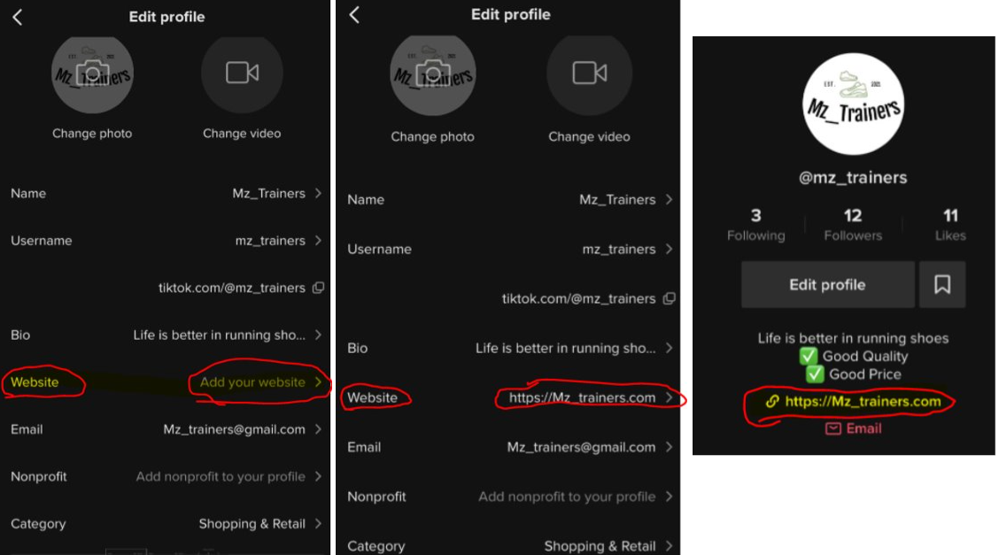 Edit profile
EST. 2021
Mz_Trainers
Change photo
Change video
Name
Mz_Trainers
Username
mz_trainers
tiktok.com/@mz_trainers
Bio
Life is better in running sho...
Website
Add your website
Email
Mz_trainers@gmail.com
Nonprofit
Add nonprofit to your profile
Category
Shopping & Retail
Edit profile
EST. 2021
Mz_Trainers
Change photo
Change video
Name
Mz_Trainers
Username
mz_trainers
tiktok.com/@mz_trainers
Bio
Life is better in running sho...
Website
https://Mz_trainers.com
Email
Mz_trainers@gmail.com
Nonprofit
Add nonprofit to your profile
Category
Shopping & Retail
EST. 2021
Mz_Trainers
@mz_trainers
3 12 11
Following Followers Likes
Edit profile
Life is better in running shoes
Good Quality
Good Price
https://Mz_trainers.com
Email